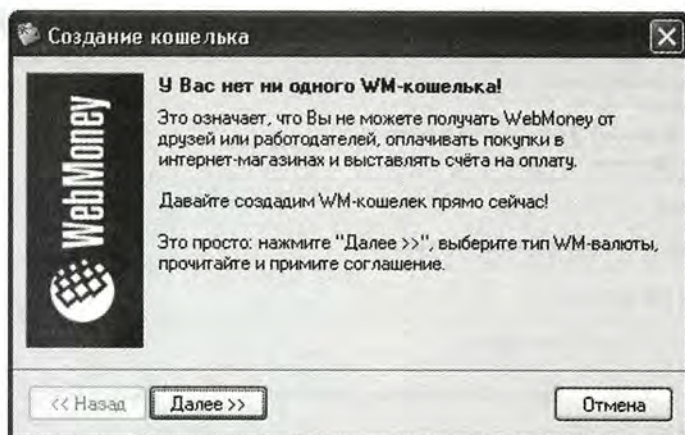 Создание кошелька
WebMoney
У Вас нет ни одного WM-кошелька!
Это означает, что Вы не можете получать WebMoney от
друзей или работодателей, оплачивать покупки в
интернет-магазинах и выставлять счёта на оплату.
Давайте создадим WM-кошелек прямо сейчас!
Это просто: нажмите "Далее >>", выберите тип WM-валюты,
прочитайте и примите соглашение.
<< Назад
Далее >>
Отмена